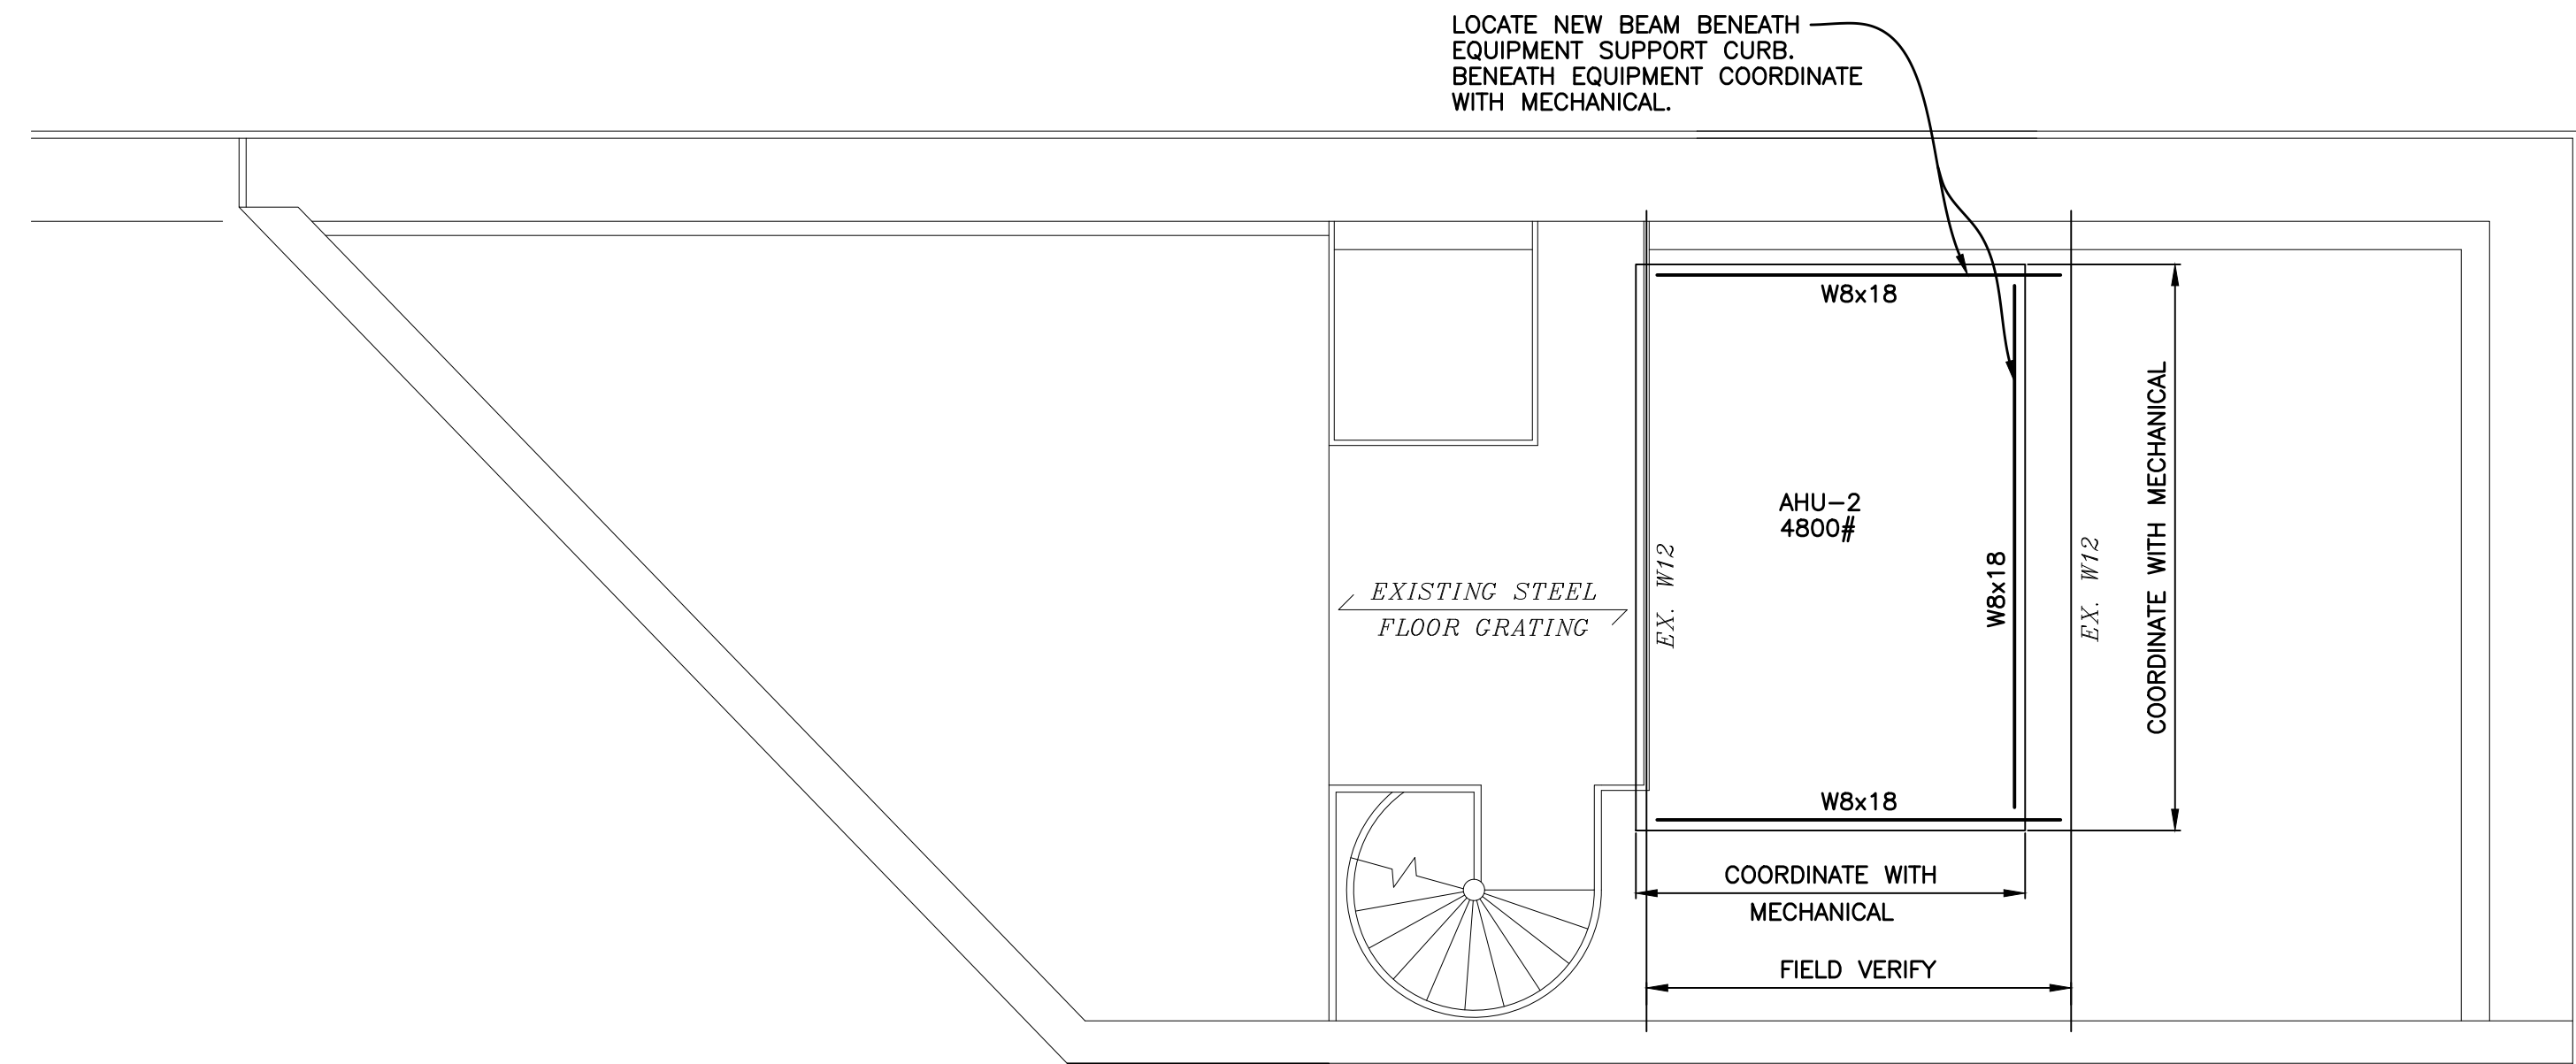 LOCATE NEW BEAM BENEATH
EQUIPMENT SUPPORT CURB.
BENEATH EQUIPMENT COORDINATE
WITH MECHANICAL.
W8x18
AHU-2
4800#
EXISTING STEEL
FLOOR GRATING
EX. W12
W8x18
EX. W12
COORDINATE WITH MECHANICAL
W8x18
COORDINATE WITH
MECHANICAL
FIELD VERIFY